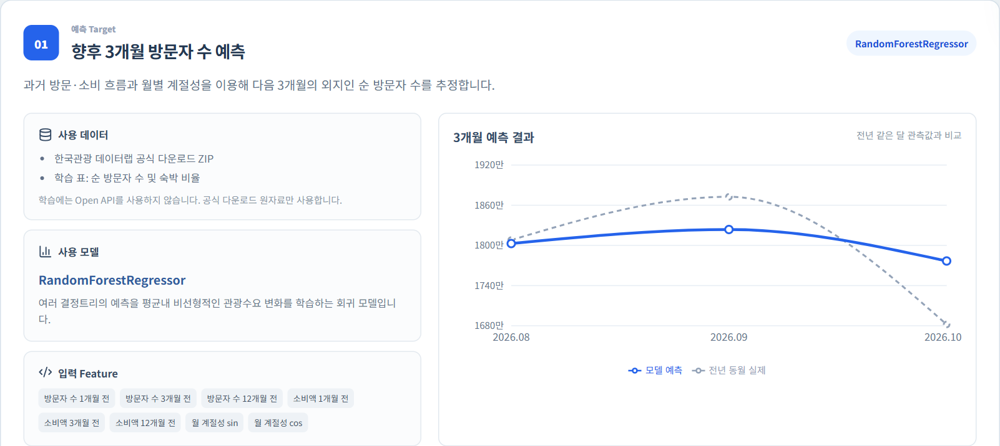 01
예측 Target
향후 3개월 방문자 수 예측
RandomForestRegressor
과거 방문·소비 흐름과 월별 계절성을 이용해 다음 3개월의 외지인 순 방문자 수를 추정합니다.
사용 데이터
한국관광 데이터랩 공식 다운로드 ZIP
학습 표: 순 방문자 수 및 숙박 비율
학습에는 Open API를 사용하지 않습니다. 공식 다운로드 원자료만 사용합니다.
사용 모델
RandomForestRegressor
여러 결정트리의 예측을 평균내 비선형적인 관광수요 변화를 학습하는 회귀 모델입니
다.
입력 Feature
방문자 수 1개월 전
방문자 수 3개월 전
방문자 수 12개월 전
소비액 1개월 전
소비액 3개월 전
소비액 12개월 전
월 계절성 sin
월 계절성 cos
3개월 예측 결과
전년 같은 달 관측값과 비교
1920만
1860만
1800만
1740만
1680만
2026.08
2026.09
2026.10
모델 예측
전년 동월 실제